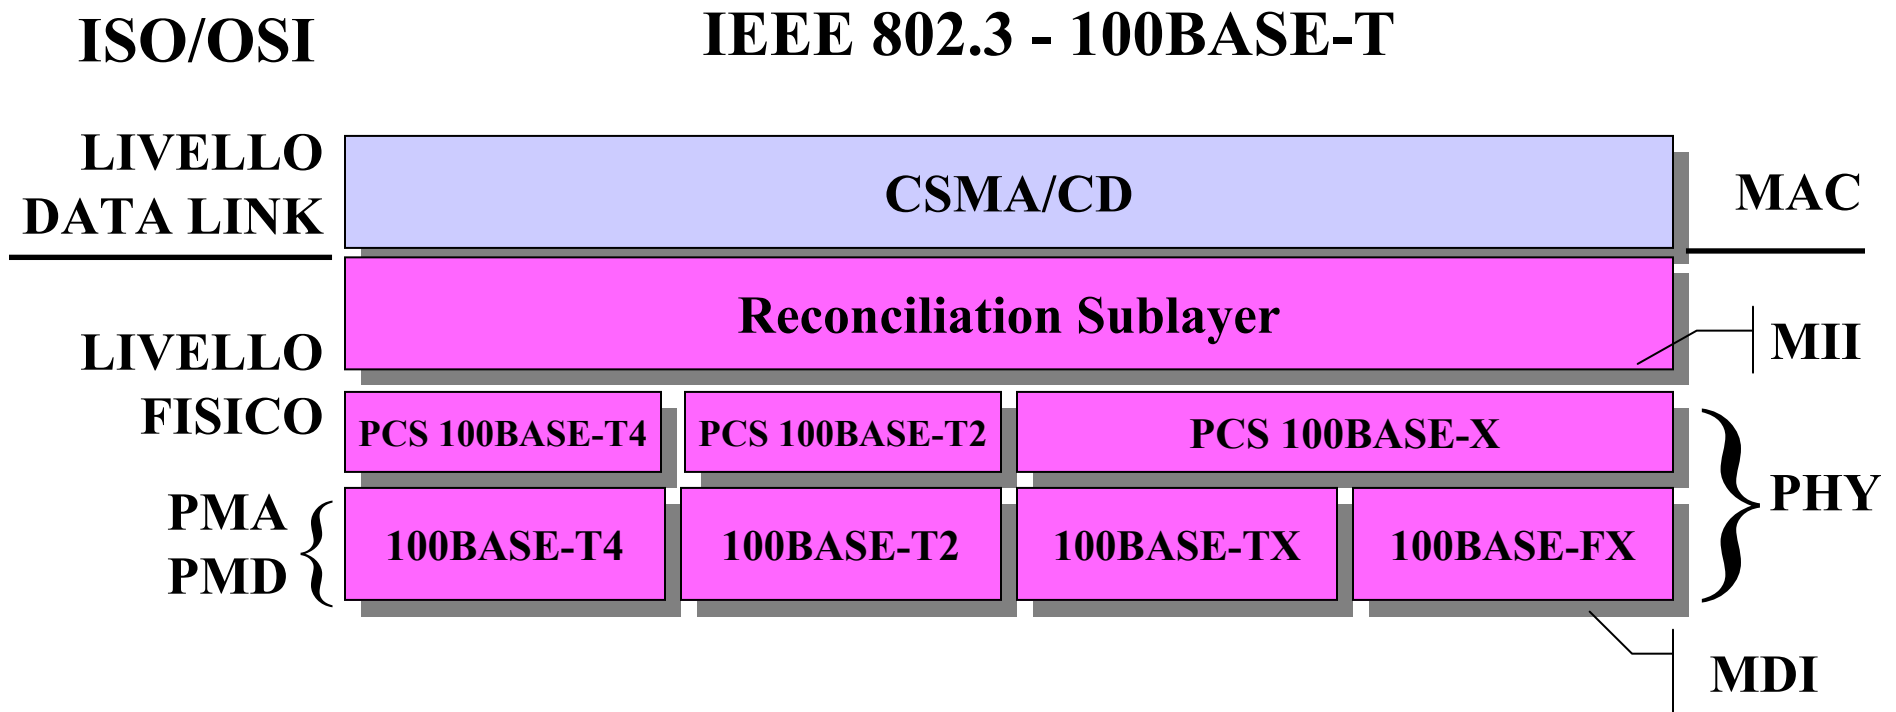 ISO/OSI
IEEE 802.3 - 100BASE-T
LIVELLO
DATA LINK
CSMA/CD
MAC
Reconciliation Sublayer
MII
LIVELLO
FISICO
PCS 100BASE-T4
PCS 100BASE-T2
PCS 100BASE-X
PHY
PMA
PMD
100BASE-T4
100BASE-T2
100BASE-TX
100BASE-FX
MDI